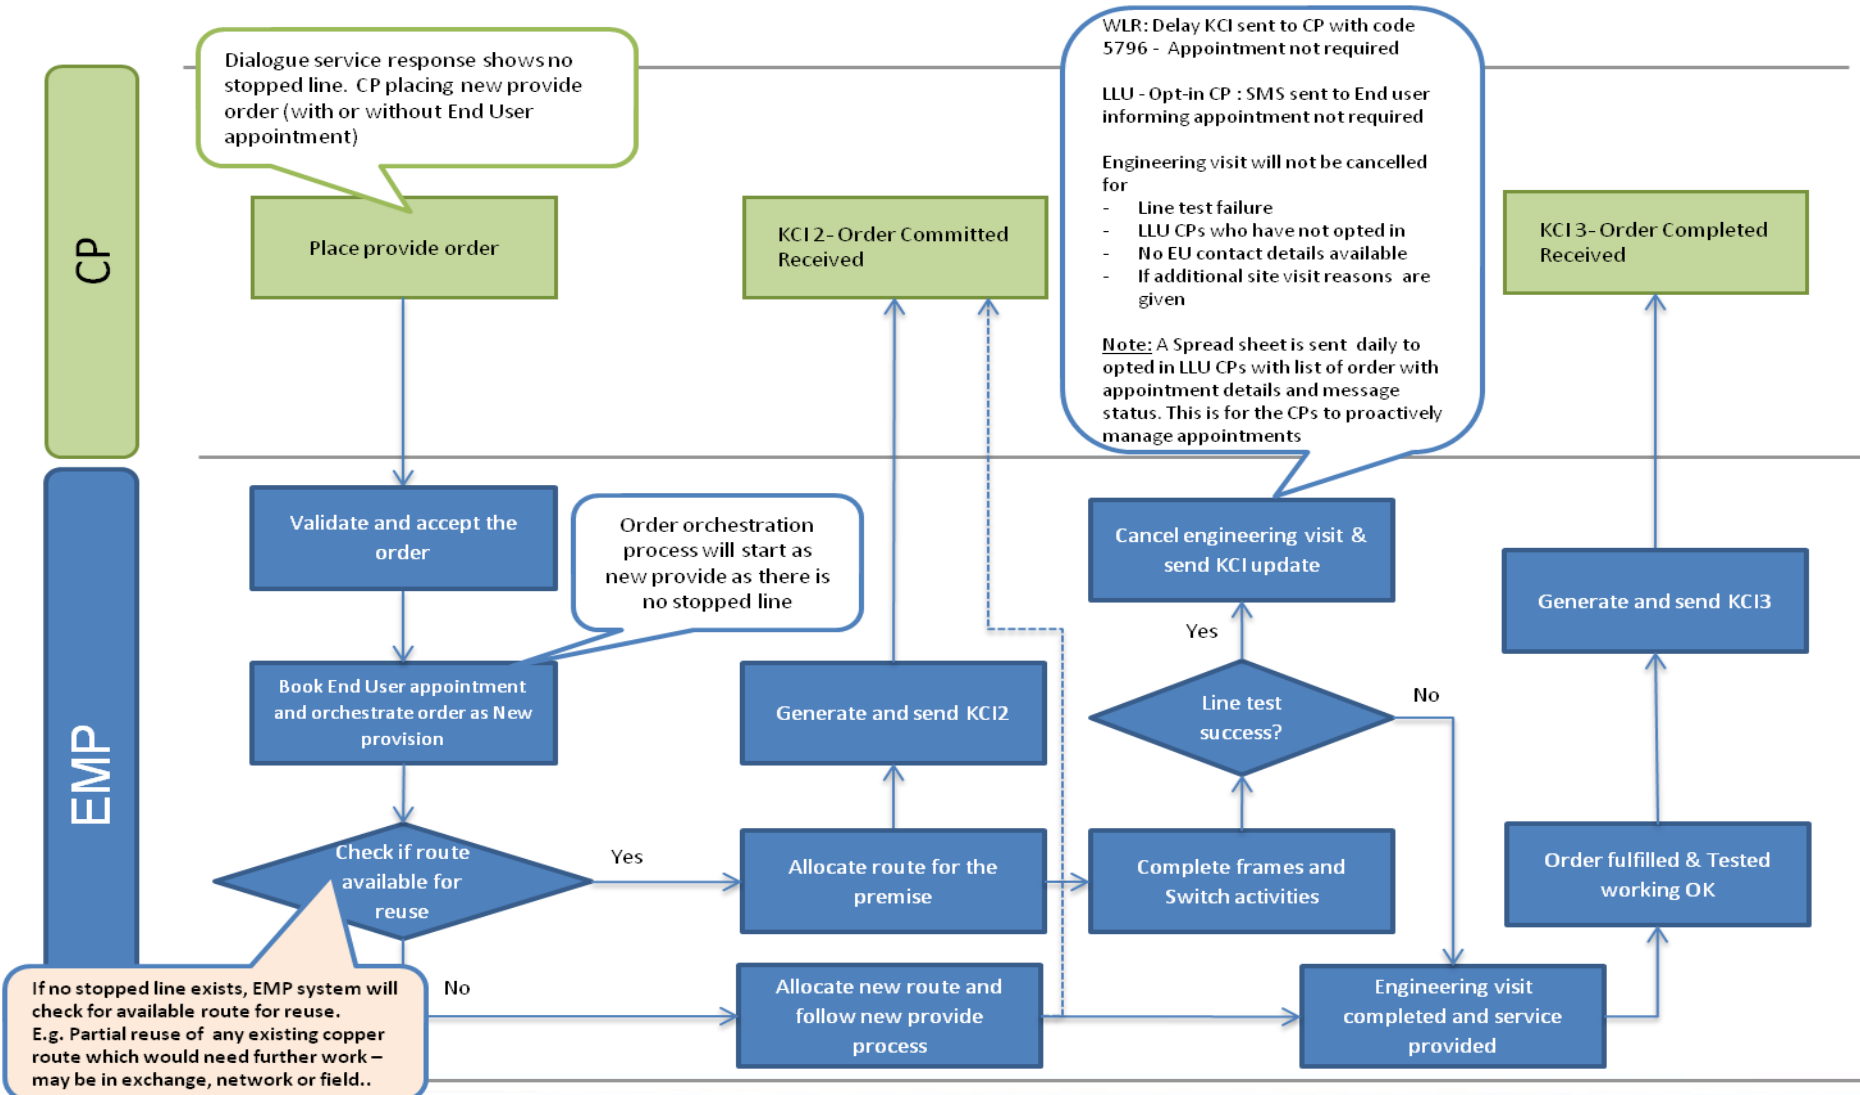 WLR: Delay KCI sent to CP with code
5796 - Appointment not required
LLU - Opt-in CP : SMS sent to End user
informing appointment not required
Engineering visit will not be cancelled
for
- Line test failure
- LLU CPs who have not opted in
- No EU contact details available
- If additional site visit reasons are
given
Note: A Spread sheet is sent daily to
opted in LLU CPs with list of order with
appointment details and message
status. This is for the CPs to proactively
manage appointments
Dialogue service response shows no
stopped line. CP placing new provide
order (with or without End User
appointment)
CP
Place provide order
KCI 2- Order Committed
Received
KCI 3- Order Completed
Received
EMP
Validate and accept the
order
Order orchestration
process will start as
new provide as there is
no stopped line
Cancel engineering visit &
send KCI update
Generate and send KCI3
Yes
Book End User appointment
and orchestrate order as New
provision
Generate and send KCI2
Line test
success?
No
Check if route
available for
reuse
Yes
Allocate route for the
premise
Complete frames and
Switch activities
Order fulfilled & Tested
working OK
If no stopped line exists, EMP system will
check for available route for reuse.
E.g. Partial reuse of any existing copper
route which would need further work –
may be in exchange, network or field..
No
Allocate new route and
follow new provide
process
Engineering visit
completed and service
provided